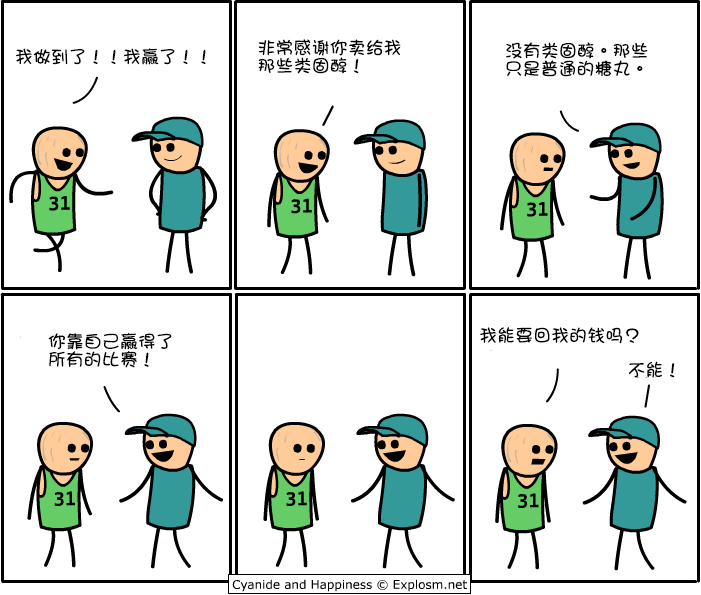 我做到了！！我赢了！！
31
非常感谢你卖给我
那些类固醇！
31
没有类固醇。那些
只是普通的糖丸。
31
你靠自己赢得了
所有的比赛！
31
31
我能要回我的钱吗？
不能！
31
Cyanide and Happiness © Explosm.net